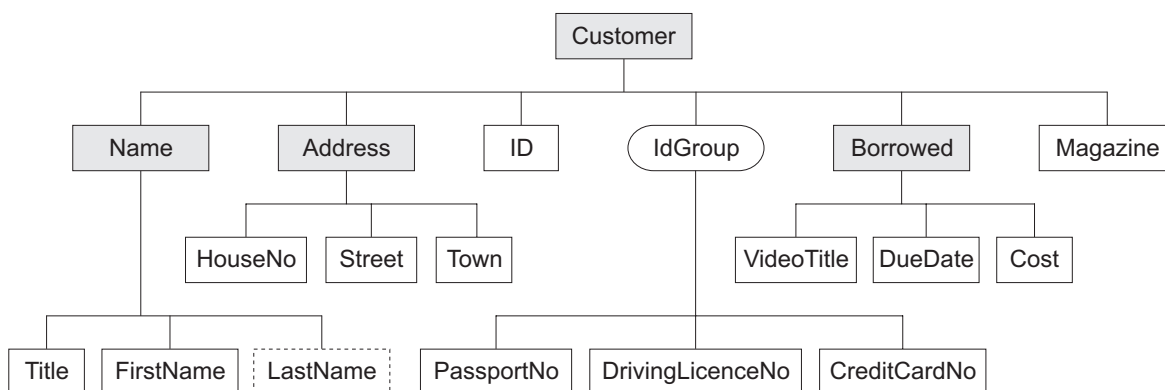 Customer
Name Address ID IdGroup Borrowed Magazine
HouseNo Street Town VideoTitle DueDate Cost
Title FirstName LastName PassportNo DrivingLicenceNo CreditCardNo